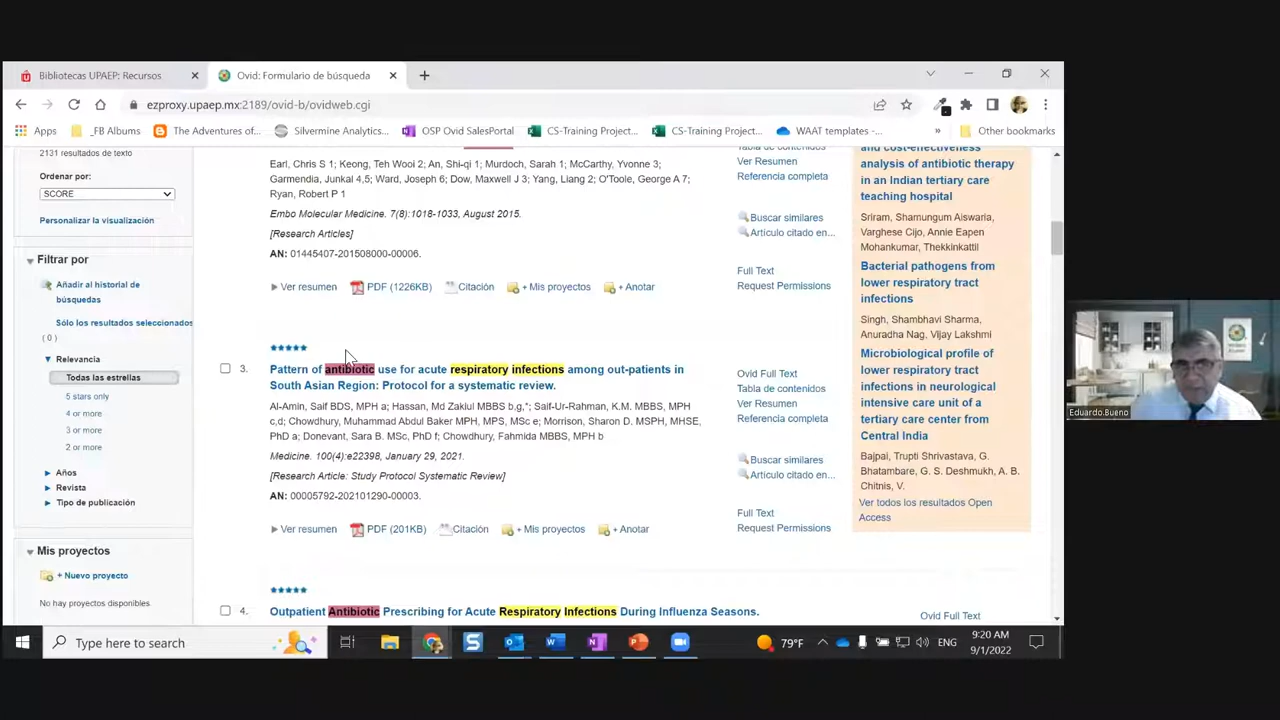 Bibliotecas UPAEP: Recursos
Ovid: Formulario de búsqueda
ezproxy.upaep.mx:2189/ovid-b/ovidweb.cgi
Apps
_FB Albums
The Adventures of...
Silvermine Analytics...
OSP Ovid SalesPortal
CS-Training Project...
CS-Training Project...
WAAT templates -...
»
Other bookmarks
2131 resultados de texto
Ordenar por:
SCORE
Personalizar la visualización
Filtrar por
Añadir al historial de
búsquedas
Sólo los resultados seleccionados
( 0 )
Relevancia
Todas las estrellas
5 stars only
4 or more
3 or more
2 or more
Años
Revista
Tipo de publicación
Mis proyectos
+ Nuevo proyecto
No hay proyectos disponibles
Earl, Chris S 1; Keong, Teh Wooi 2; An, Shi-qi 1; Murdoch, Sarah 1; McCarthy, Yvonne 3;
Garmendia, Junkal 4,5; Ward, Joseph 6; Dow, Maxwell J 3; Yang, Liang 2; O'Toole, George A 7;
Ryan, Robert P 1
Embo Molecular Medicine. 7(8):1018-1033, August 2015.
[Research Articles]
AN: 01445407-201508000-00006.
Ver resumen
PDF (1226KB)
Citación
+ Mis proyectos
+ Anotar
Tabla de contenidos
Ver Resumen
Referencia completa
Buscar similares
Artículo citado en...
Full Text
Request Permissions
3.
Pattern of antibiotic use for acute respiratory infections among out-patients in
South Asian Region: Protocol for a systematic review.
Al-Amin, Saif BDS, MPH a; Hassan, Md Zakiul MBBS b,g,*; Saif-Ur-Rahman, K.M. MBBS, MPH
c,d; Chowdhury, Muhammad Abdul Baker MPH, MPS, MSc e; Morrison, Sharon D. MSPH, MHSE,
PhD a; Donevant, Sara B. MSc, PhD f; Chowdhury, Fahmida MBBS, MPH b
Medicine. 100(4):e22398, January 29, 2021.
[Research Article: Study Protocol Systematic Review]
AN: 00005792-202101290-00003.
Ver resumen
PDF (201KB)
Citación
+ Mis proyectos
+ Anotar
Ovid Full Text
Tabla de contenidos
Ver Resumen
Referencia completa
Buscar similares
Artículo citado en...
Full Text
Request Permissions
4.
Outpatient Antibiotic Prescribing for Acute Respiratory Infections During Influenza Seasons.
Ovid Full Text
and cost-effectiveness
analysis of antibiotic therapy
in an Indian tertiary care
teaching hospital
Sriram, Shamungum Aiswaria,
Varghese Cijo, Annie Eapen
Mohankumar, Thekkinkattil
Bacterial pathogens from
lower respiratory tract
infections
Singh, Shambhavi Sharma,
Anuradha Nag, Vijay Lakshmi
Microbiological profile of
lower respiratory tract
infections in neurological
intensive care unit of a
tertiary care center from
Central India
Bajpai, Trupti Shrivastava, G.
Bhatambare, G. S. Deshmukh, A. B.
Chitnis, V.
Ver todos los resultados Open
Access
Eduardo.Bueno
Type here to search
79°F
ENG
9:20 AM
9/1/2022